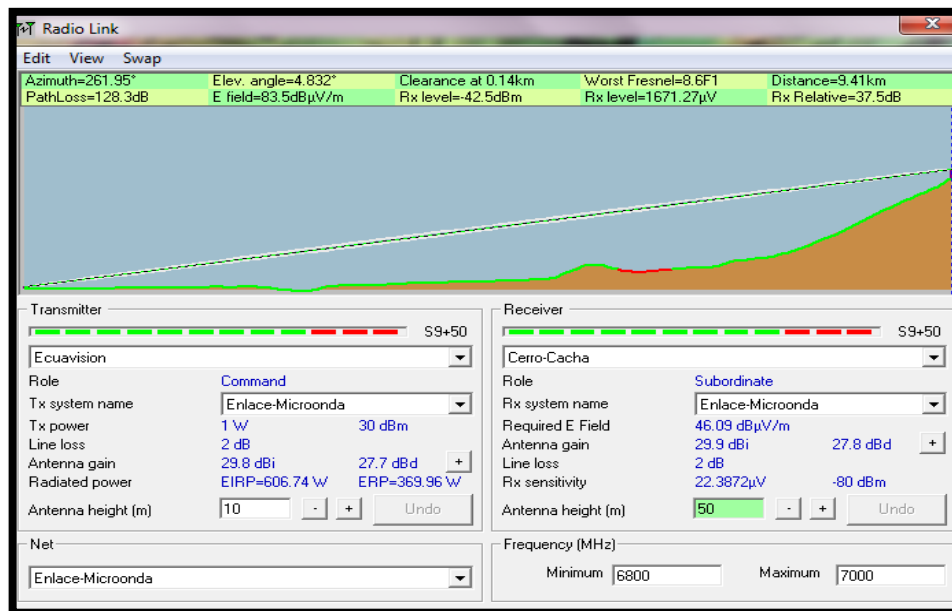 Radio Link
Edit View Swap
Azimuth=261.95° Elev. angle=4.832° Clearance at 0.14km Worst Fresnel=8.6F1 Distance=9.41km
PathLoss=128.3dB E field=83.5dBµV/m Rx level=-42.5dBm Rx level=1671.27µV Rx Relative=37.5dB
Transmitter
S9+50
Ecuavision
Role Command
Tx system name Enlace-Microonda
Tx power 1 W 30 dBm
Line loss 2 dB
Antenna gain 29.8 dBi 27.7 dBd +
Radiated power EIRP=606.74 W ERP=369.96 W
Antenna height (m) 10 - + Undo
Receiver
S9+50
Cerro-Cacha
Role Subordinate
Rx system name Enlace-Microonda
Required E Field 46.09 dBµV/m
Antenna gain 29.9 dBi 27.8 dBd +
Line loss 2 dB
Rx sensitivity 22.3872µV -80 dBm
Antenna height (m) 50 - + Undo
Net
Enlace-Microonda
Frequency (MHz)
Minimum 6800 Maximum 7000